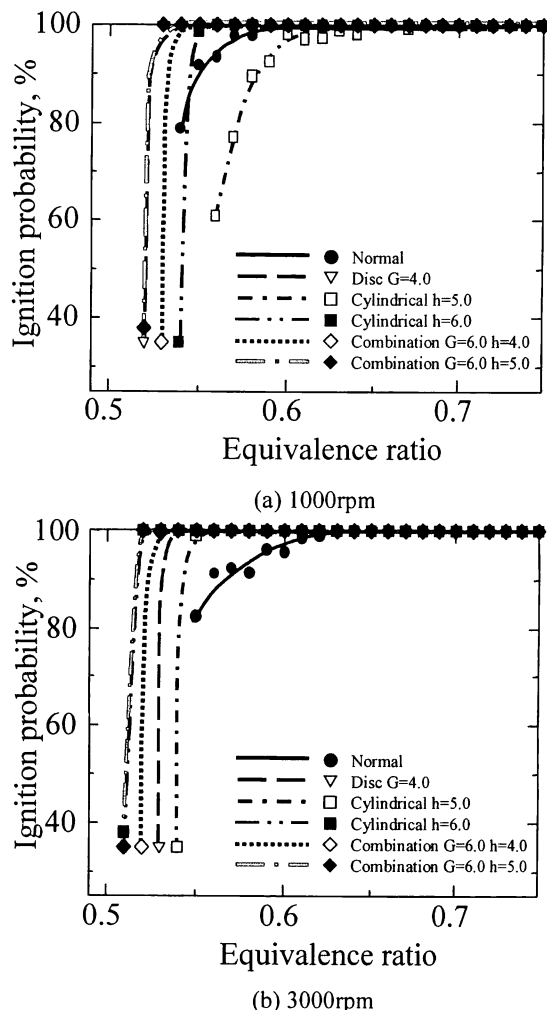 Ignition probability, %
100
80
60
40
Normal
Disc G=4.0
Cylindrical h=5.0
Cylindrical h=6.0
Combination G=6.0 h=4.0
Combination G=6.0 h=5.0
0.5
0.6
0.7
Equivalence ratio
(a) 1000rpm
Ignition probability, %
100
80
60
40
Normal
Disc G=4.0
Cylindrical h=5.0
Cylindrical h=6.0
Combination G=6.0 h=4.0
Combination G=6.0 h=5.0
0.5
0.6
0.7
Equivalence ratio
(b) 3000rpm